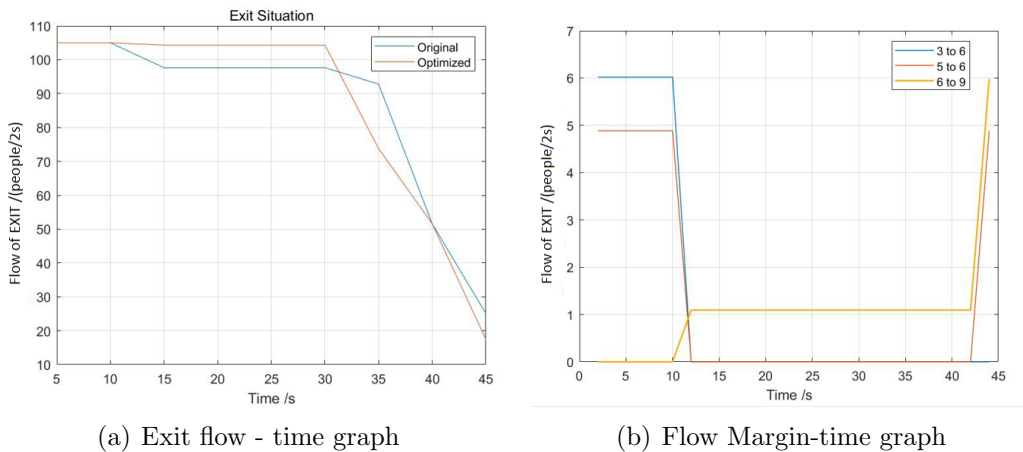 Exit Situation
Flow of EXIT /(people/2s)
110
100
90
80
70
60
50
40
30
20
10
Original
Optimized
5 10 15 20 25 30 35 40 45
Time /s
(a) Exit flow - time graph
Flow of EXIT /(people/2s)
7
6
5
4
3
2
1
0
3 to 6
5 to 6
6 to 9
0 5 10 15 20 25 30 35 40 45
Time /s
(b) Flow Margin-time graph